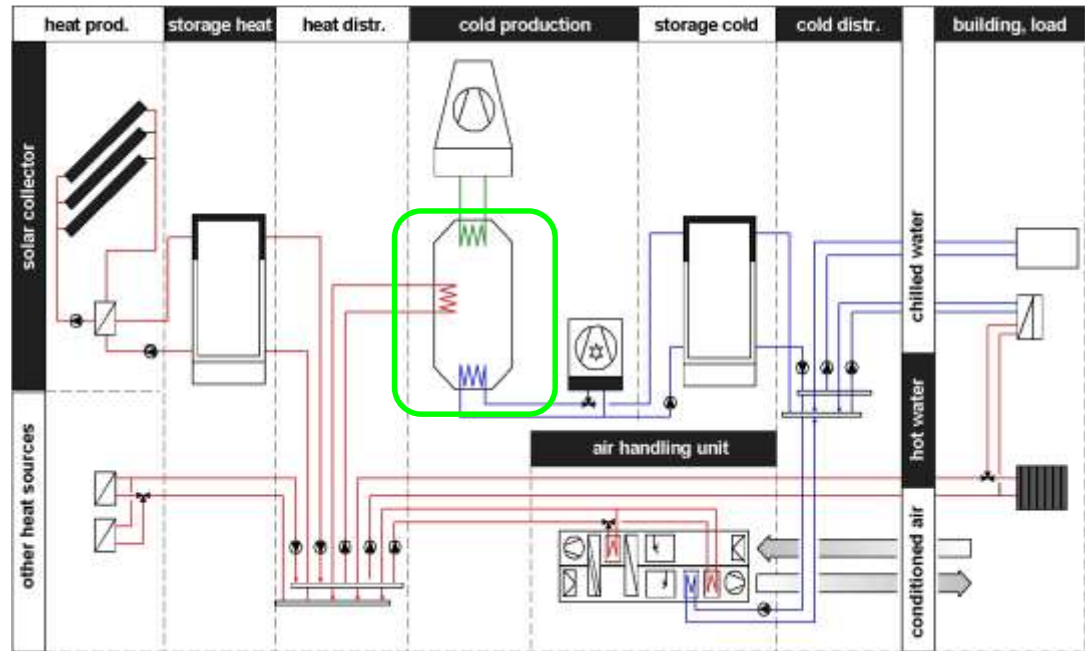 heat prod.
storage heat
heat distr.
cold production
storage cold
cold distr.
building, load
solar collector
other heat sources
chilled water
hot water
conditioned air
air handling unit